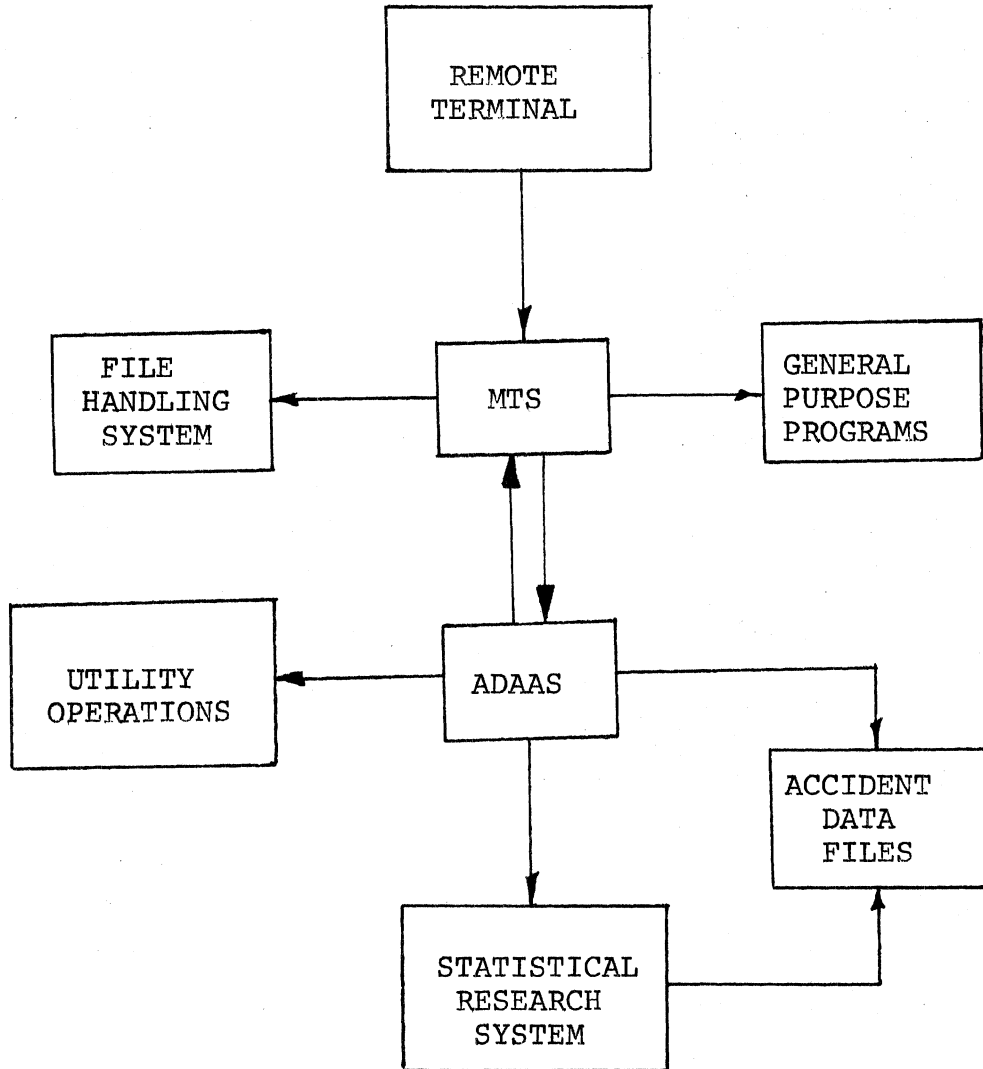 REMOTE
TERMINAL
FILE
HANDLING
SYSTEM
MTS
GENERAL
PURPOSE
PROGRAMS
UTILITY
OPERATIONS
ADAAS
ACCIDENT
DATA
FILES
STATISTICAL
RESEARCH
SYSTEM